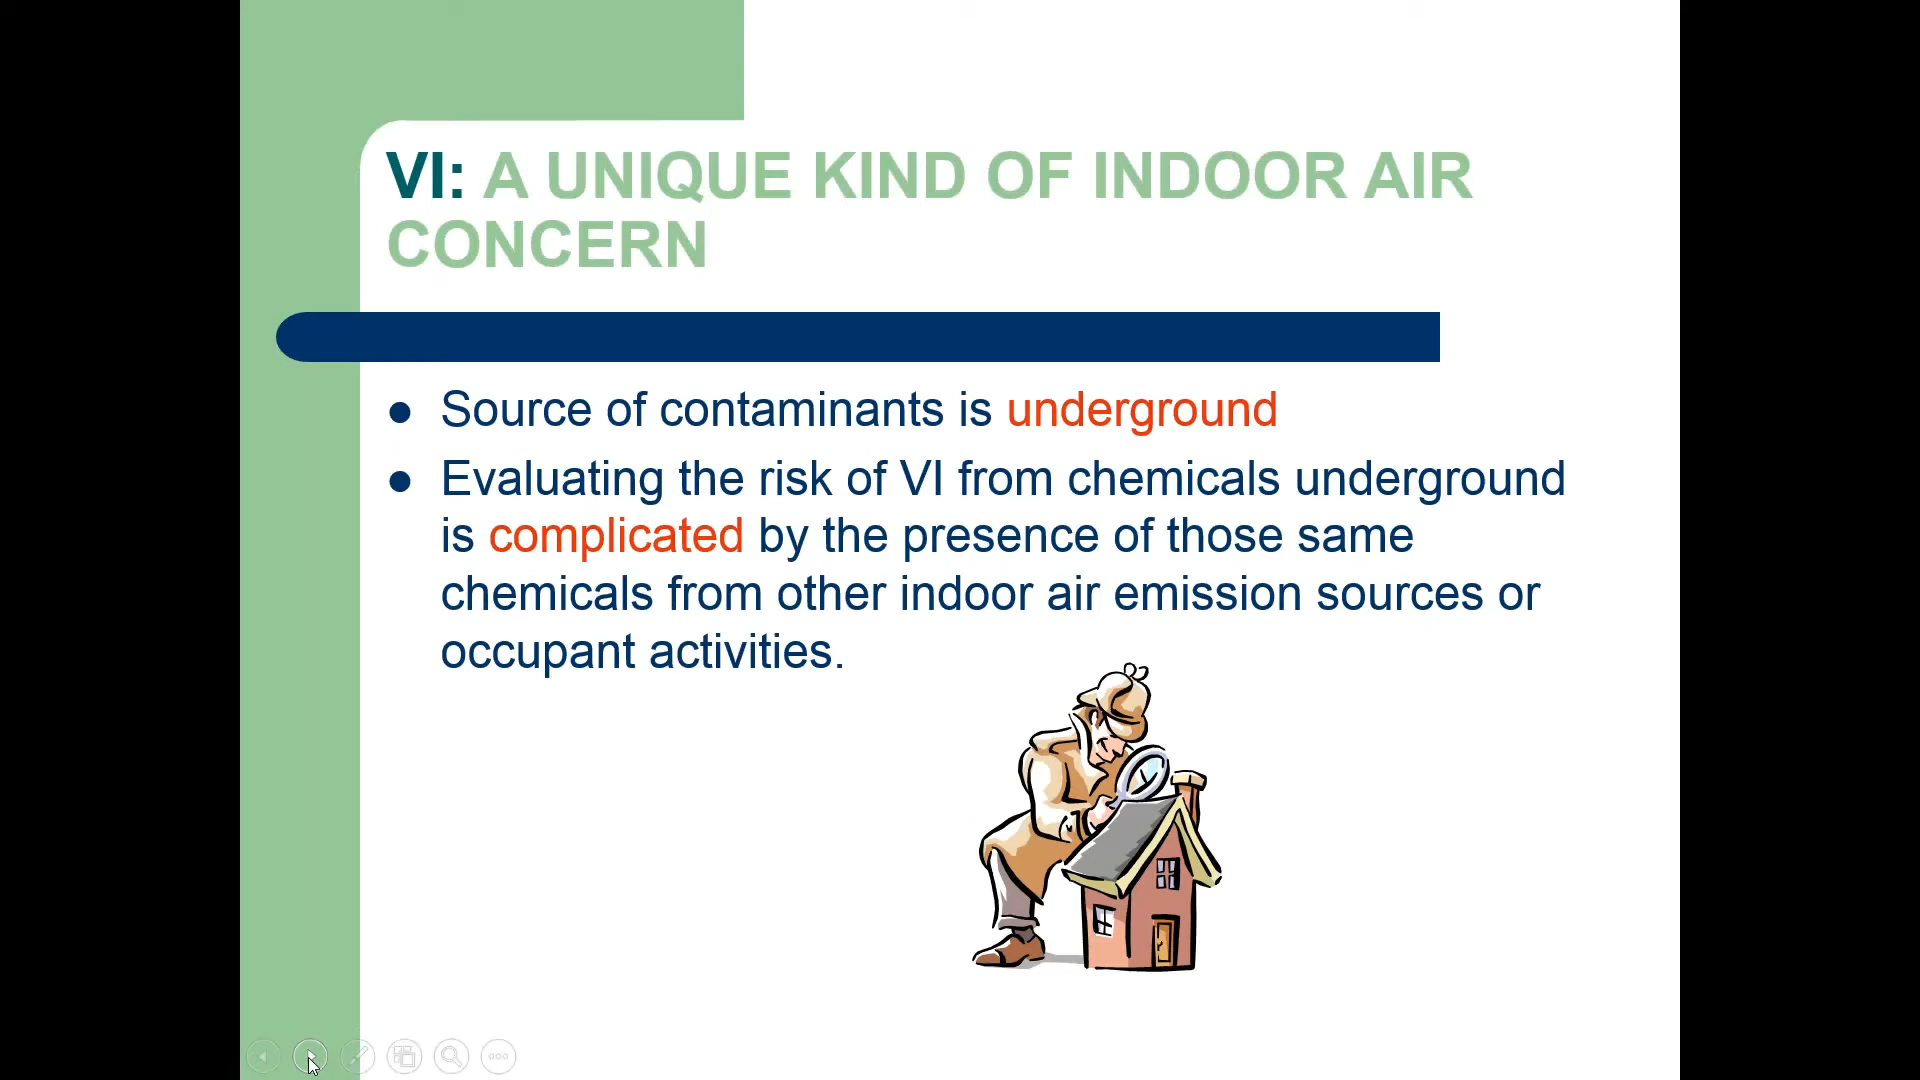 VI: A UNIQUE KIND OF INDOOR AIR
CONCERN
● Source of contaminants is underground
● Evaluating the risk of VI from chemicals underground
is complicated by the presence of those same
chemicals from other indoor air emission sources or
occupant activities.